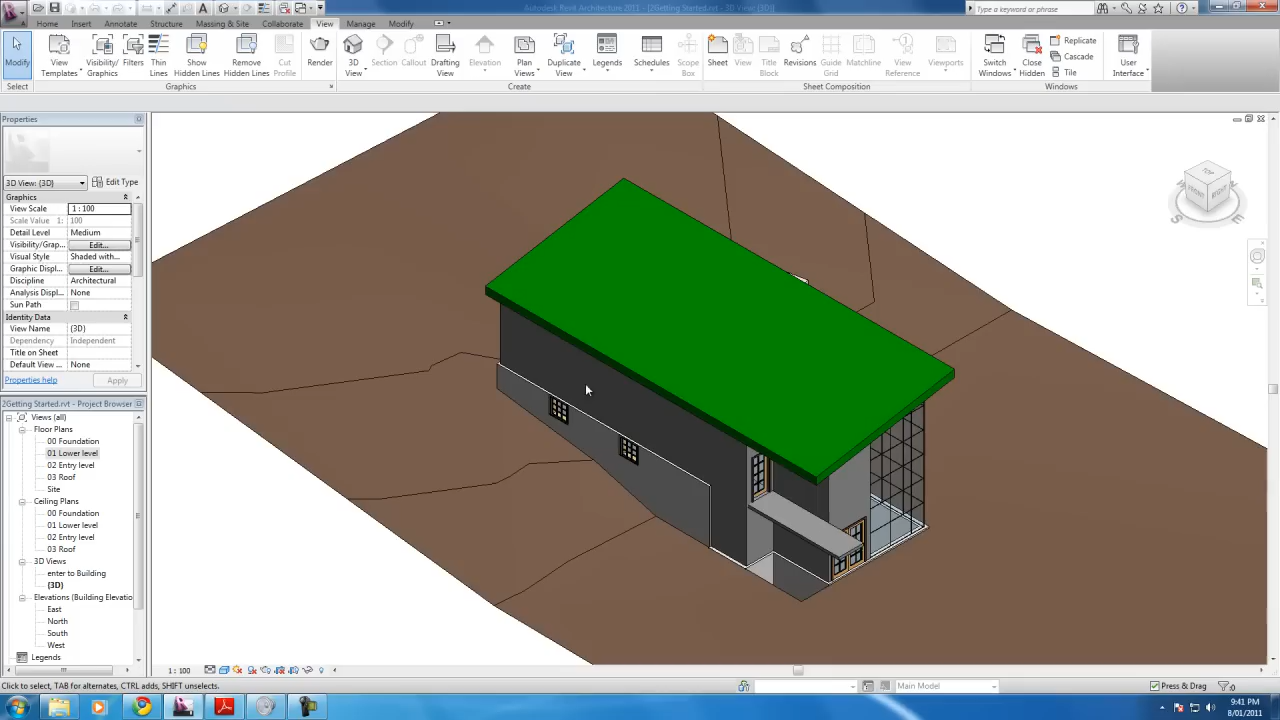 Autodesk Revit Architecture 2011 - [2Getting Started.rvt - 3D View: {3D}]
Type a keyword or phrase
Home Insert Annotate Structure Massing & Site Collaborate View Manage Modify
Modify
View Templates
Visibility/ Graphics
Filters
Thin Lines
Show Hidden Lines
Remove Hidden Lines
Cut Profile
Render
3D View
Section
Callout
Drafting View
Elevation
Plan Views
Duplicate View
Legends
Schedules
Scope Box
Sheet
View
Title Block
Revisions
Guide Grid
Matchline
View Reference
Viewports
Switch Windows
Close Hidden
Replicate
Cascade
Tile
User Interface
Select Graphics Create Sheet Composition Windows
Properties
3D View: {3D} Edit Type
Graphics
View Scale 1 : 100
Scale Value 1: 100
Detail Level Medium
Visibility/Grap... Edit...
Visual Style Shaded with...
Graphic Displ... Edit...
Discipline Architectural
Analysis Displ... None
Sun Path
Identity Data
View Name {3D}
Dependency Independent
Title on Sheet
Default View ... None
Properties help Apply
2Getting Started.rvt - Project Browser
Views (all)
Floor Plans
00 Foundation
01 Lower level
02 Entry level
03 Roof
Site
Ceiling Plans
00 Foundation
01 Lower level
02 Entry level
03 Roof
3D Views
enter to Building
{3D}
Elevations (Building Elevatio
East
North
South
West
Legends
TOP
FRONT
RIGHT
S
E
1 : 100
Click to select, TAB for alternates, CTRL adds, SHIFT unselects.
Main Model
Press & Drag
:0
9:41 PM
8/01/2011